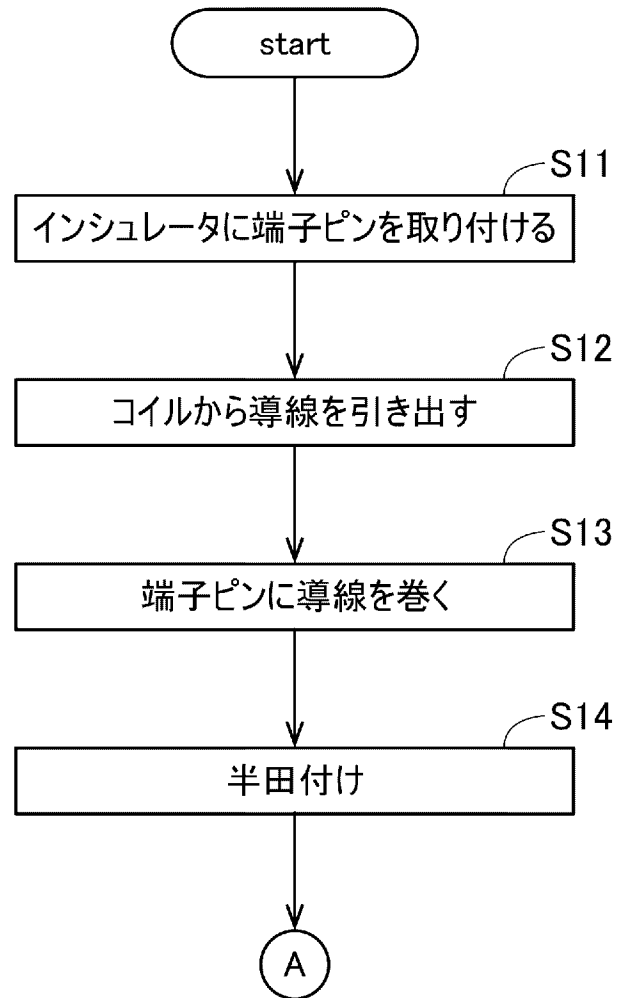 start
S11
インシュレータに端子ピンを取り付ける
S12
コイルから導線を引き出す
S13
端子ピンに導線を巻く
S14
半田付け
A